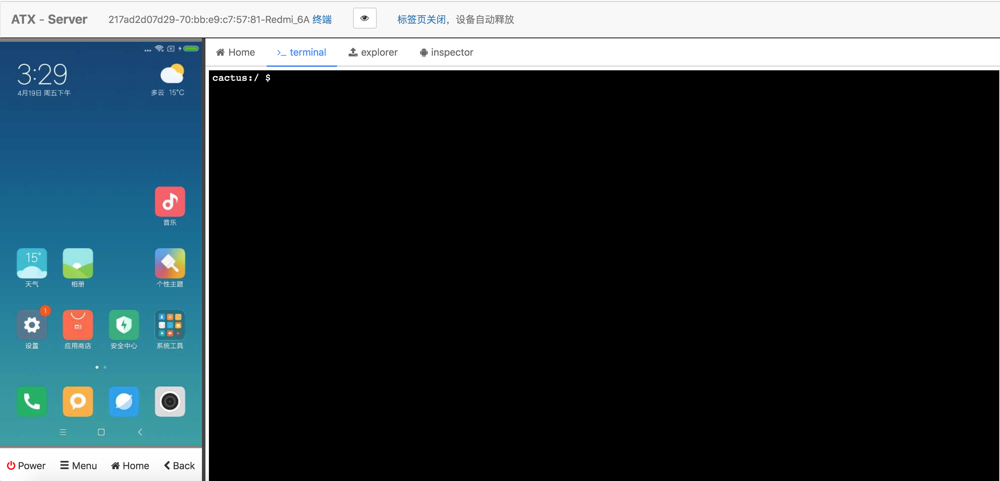 ATX - Server 217ad2d07d29-70:bb:e9:c7:57:81-Redmi_6A 终端 标签页关闭，设备自动释放
Home terminal explorer inspector
cactus:/ $
3:29
4月19日 周五下午
多云 15°C
音乐
15°
天气 相册 个性主题
1
mi
设置 应用商店 安全中心 系统工具
Power Menu Home Back